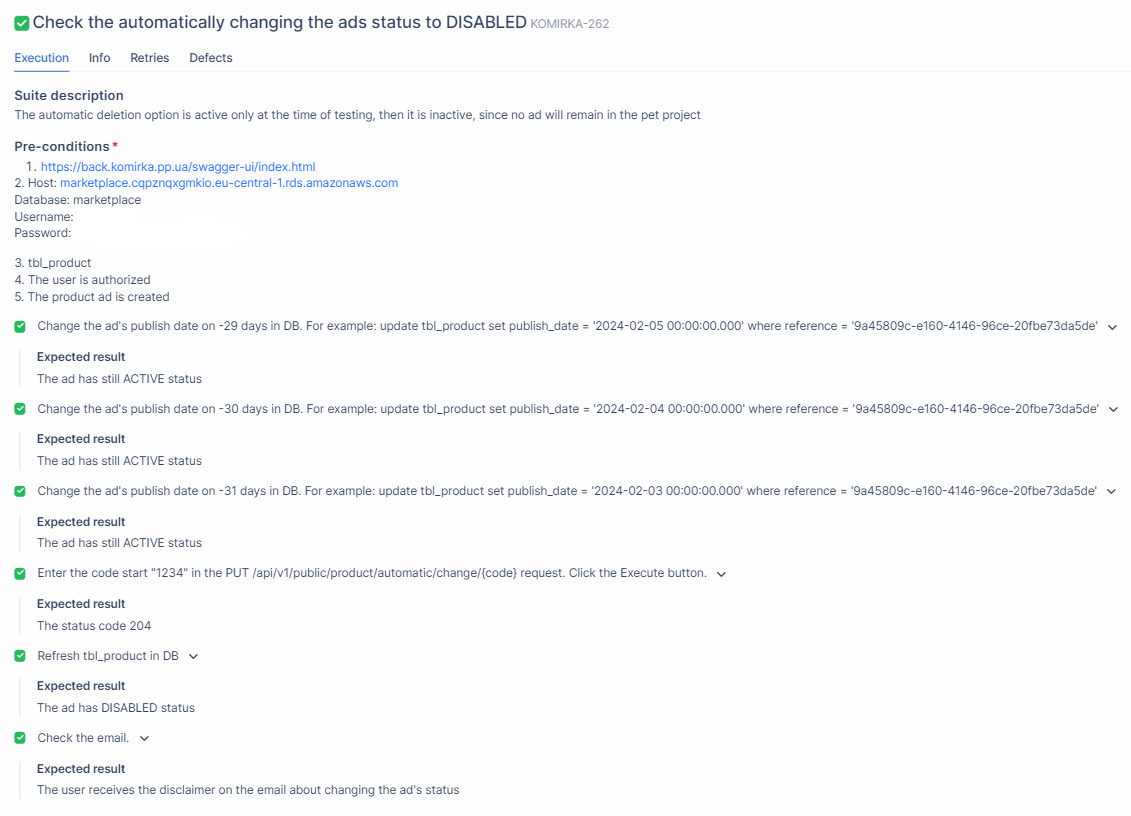 Check the automatically changing the ads status to DISABLED KOMIRKA-262
Execution Info Retries Defects
Suite description
The automatic deletion option is active only at the time of testing, then it is inactive, since no ad will remain in the pet project
Pre-conditions *
1. https://back.komirka.pp.ua/swagger-ui/index.html
2. Host: marketplace.cqpznqxgmkio.eu-central-1.rds.amazonaws.com
Database: marketplace
Username:
Password:
3. tbl_product
4. The user is authorized
5. The product ad is created
Change the ad's publish date on -29 days in DB. For example: update tbl_product set publish_date = '2024-02-05 00:00:00.000' where reference = '9a45809c-e160-4146-96ce-20fbe73da5de'
Expected result
The ad has still ACTIVE status
Change the ad's publish date on -30 days in DB. For example: update tbl_product set publish_date = '2024-02-04 00:00:00.000' where reference = '9a45809c-e160-4146-96ce-20fbe73da5de'
Expected result
The ad has still ACTIVE status
Change the ad's publish date on -31 days in DB. For example: update tbl_product set publish_date = '2024-02-03 00:00:00.000' where reference = '9a45809c-e160-4146-96ce-20fbe73da5de'
Expected result
The ad has still ACTIVE status
Enter the code start "1234" in the PUT /api/v1/public/product/automatic/change/{code} request. Click the Execute button.
Expected result
The status code 204
Refresh tbl_product in DB
Expected result
The ad has DISABLED status
Check the email.
Expected result
The user receives the disclaimer on the email about changing the ad's status